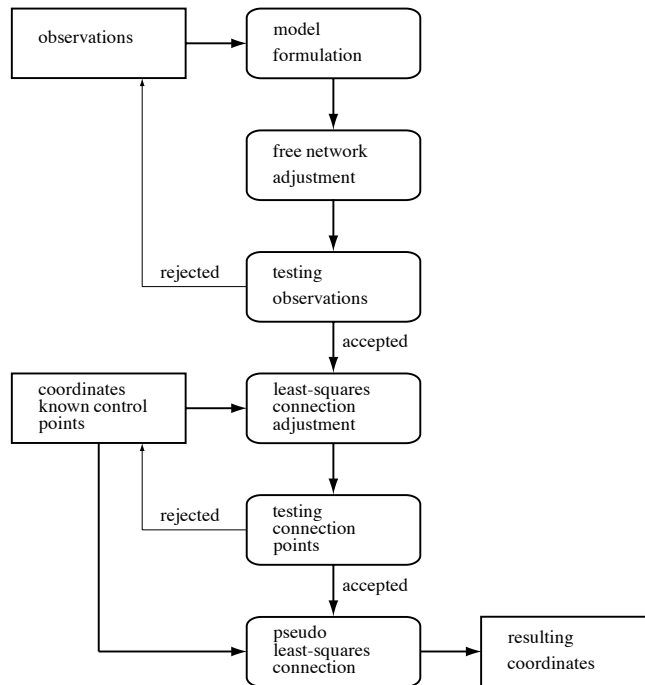 observations
model
formulation
free network
adjustment
rejected
testing
observations
accepted
coordinates
known control
points
least-squares
connection
adjustment
rejected
testing
connection
points
accepted
pseudo
least-squares
connection
resulting
coordinates